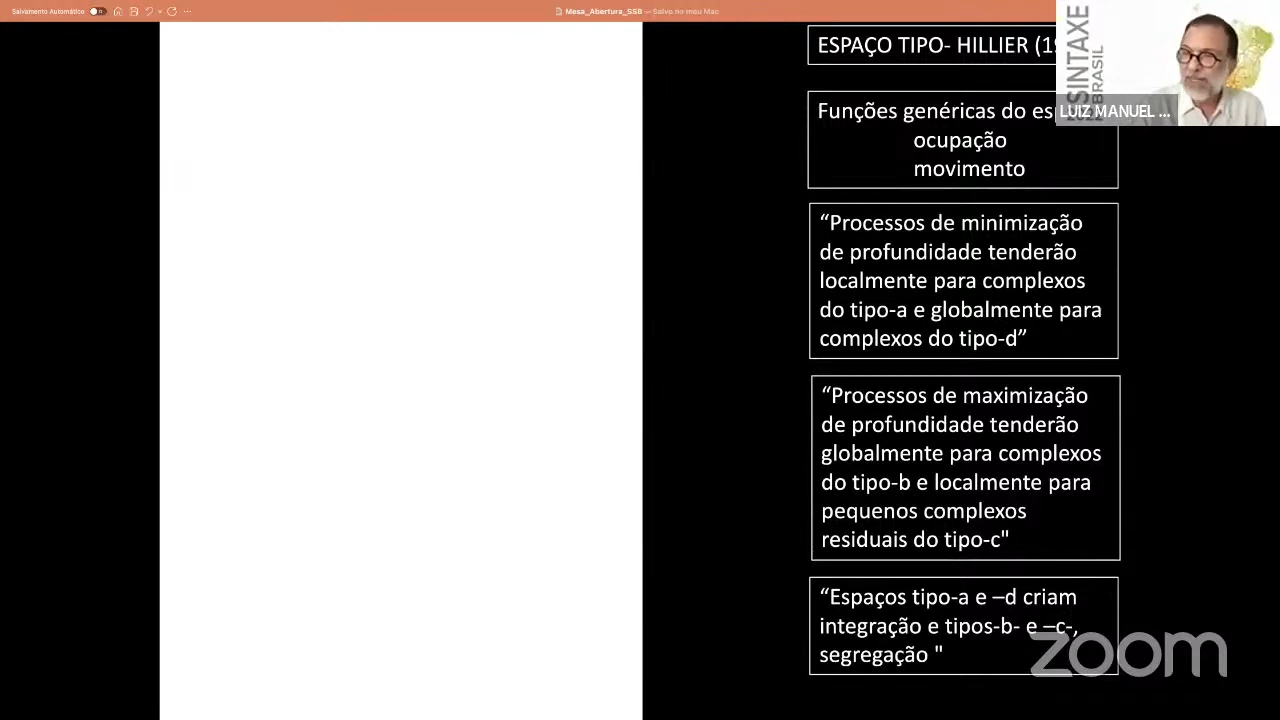 Salvamento Automático
Mesa_Abertura_SSB — Salvo no meu Mac
ESPAÇO TIPO- HILLIER (19
SINTAXE
BRASIL
LUIZ MANUEL ...
Funções genéricas do es
ocupação
movimento
“Processos de minimização
de profundidade tenderão
localmente para complexos
do tipo-a e globalmente para
complexos do tipo-d”
“Processos de maximização
de profundidade tenderão
globalmente para complexos
do tipo-b e localmente para
pequenos complexos
residuais do tipo-c"
“Espaços tipo-a e –d criam
integração e tipos-b- e –c-,
segregação "
zoom